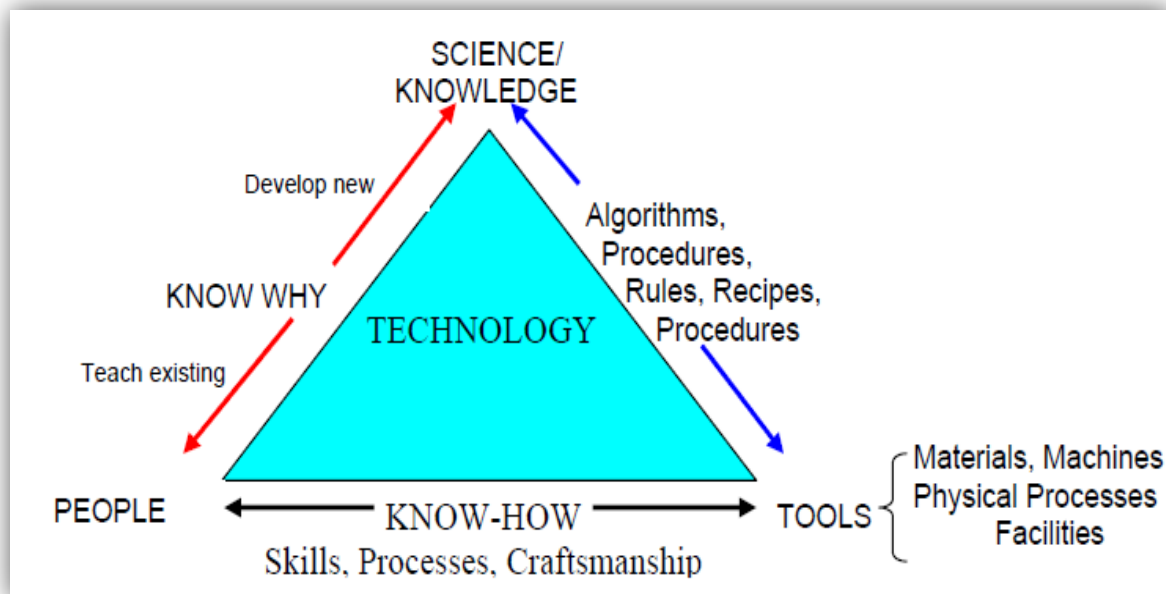 SCIENCE/
KNOWLEDGE
Develop new
Algorithms,
Procedures,
Rules, Recipes,
Procedures
KNOW WHY
TECHNOLOGY
Teach existing
Materials, Machines
Physical Processes
Facilities
PEOPLE
KNOW-HOW
TOOLS
Skills, Processes, Craftsmanship